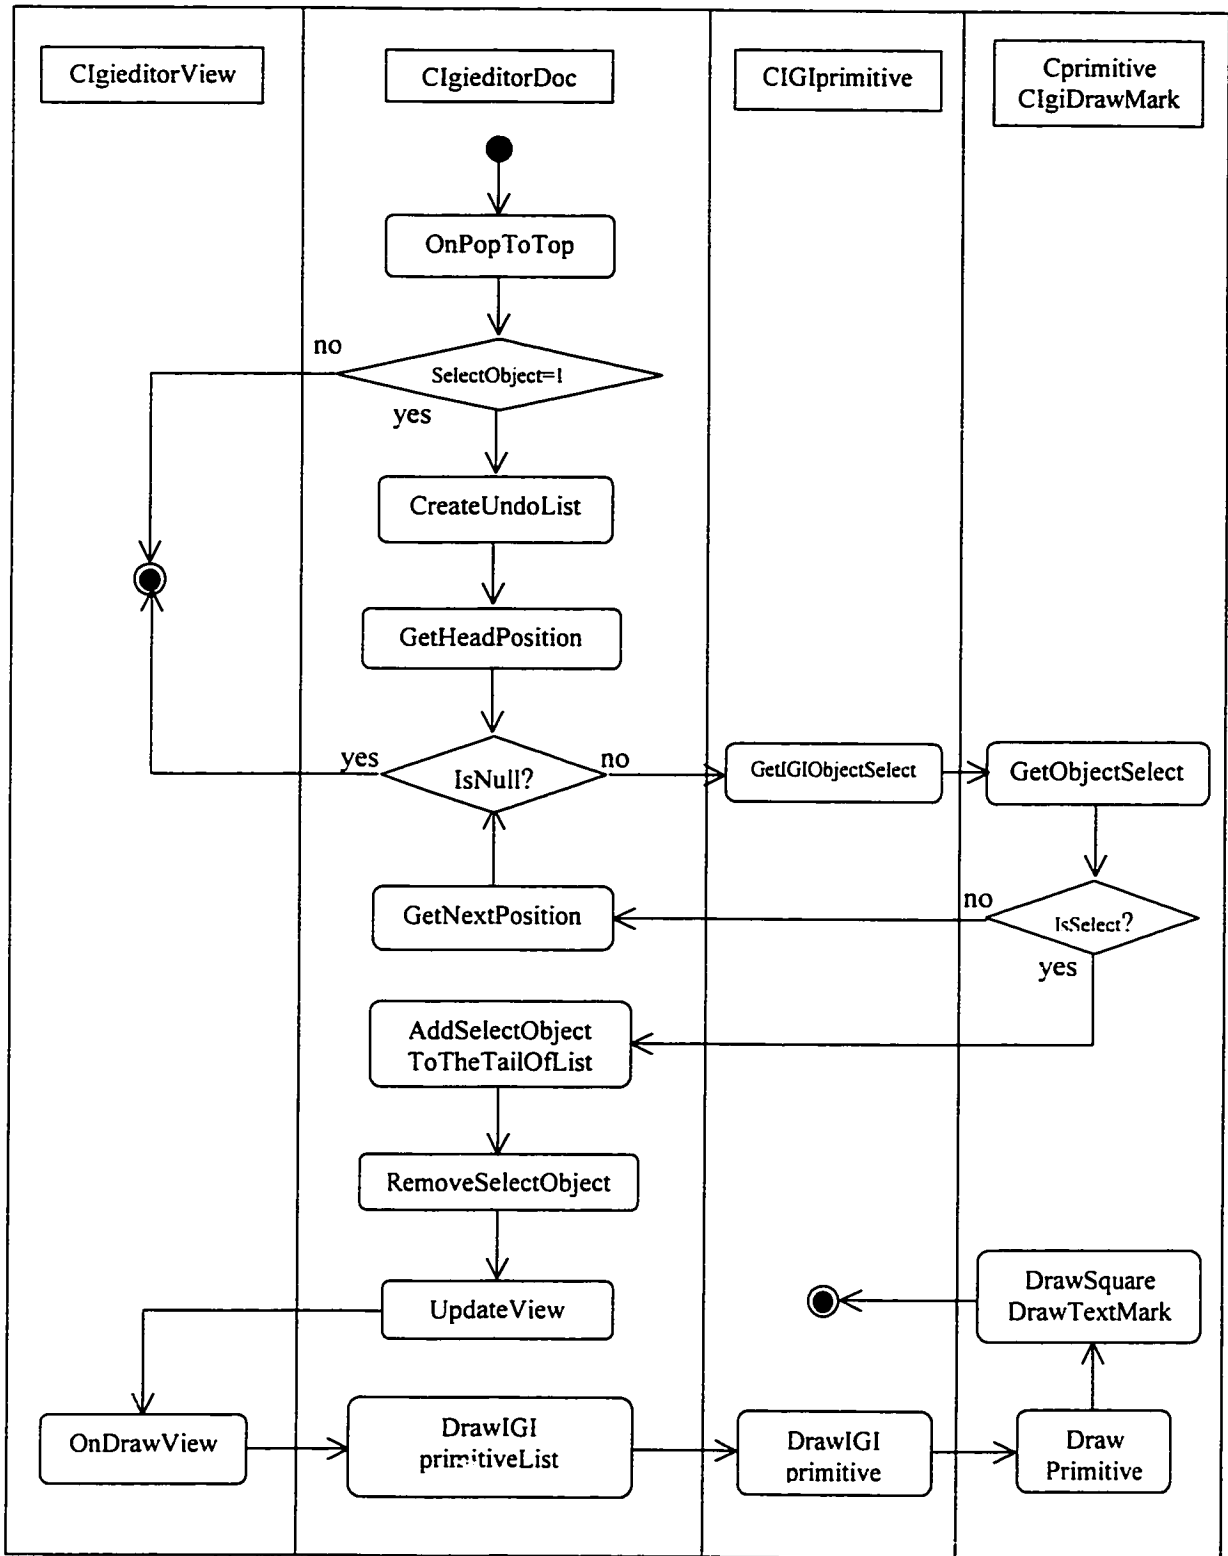 CIgieditorView
CIgieditorDoc
CIGIprimitive
Cprimitive
CIgiDrawMark
OnPopToTop
no
SelectObject=1
yes
CreateUndoList
GetHeadPosition
yes
IsNull?
no
GetIGIObjectSelect
GetObjectSelect
GetNextPosition
no
IsSelect?
yes
AddSelectObject
ToTheTailOfList
RemoveSelectObject
UpdateView
DrawSquare
DrawTextMark
OnDrawView
DrawIGI
primitiveList
DrawIGI
primitive
Draw
Primitive